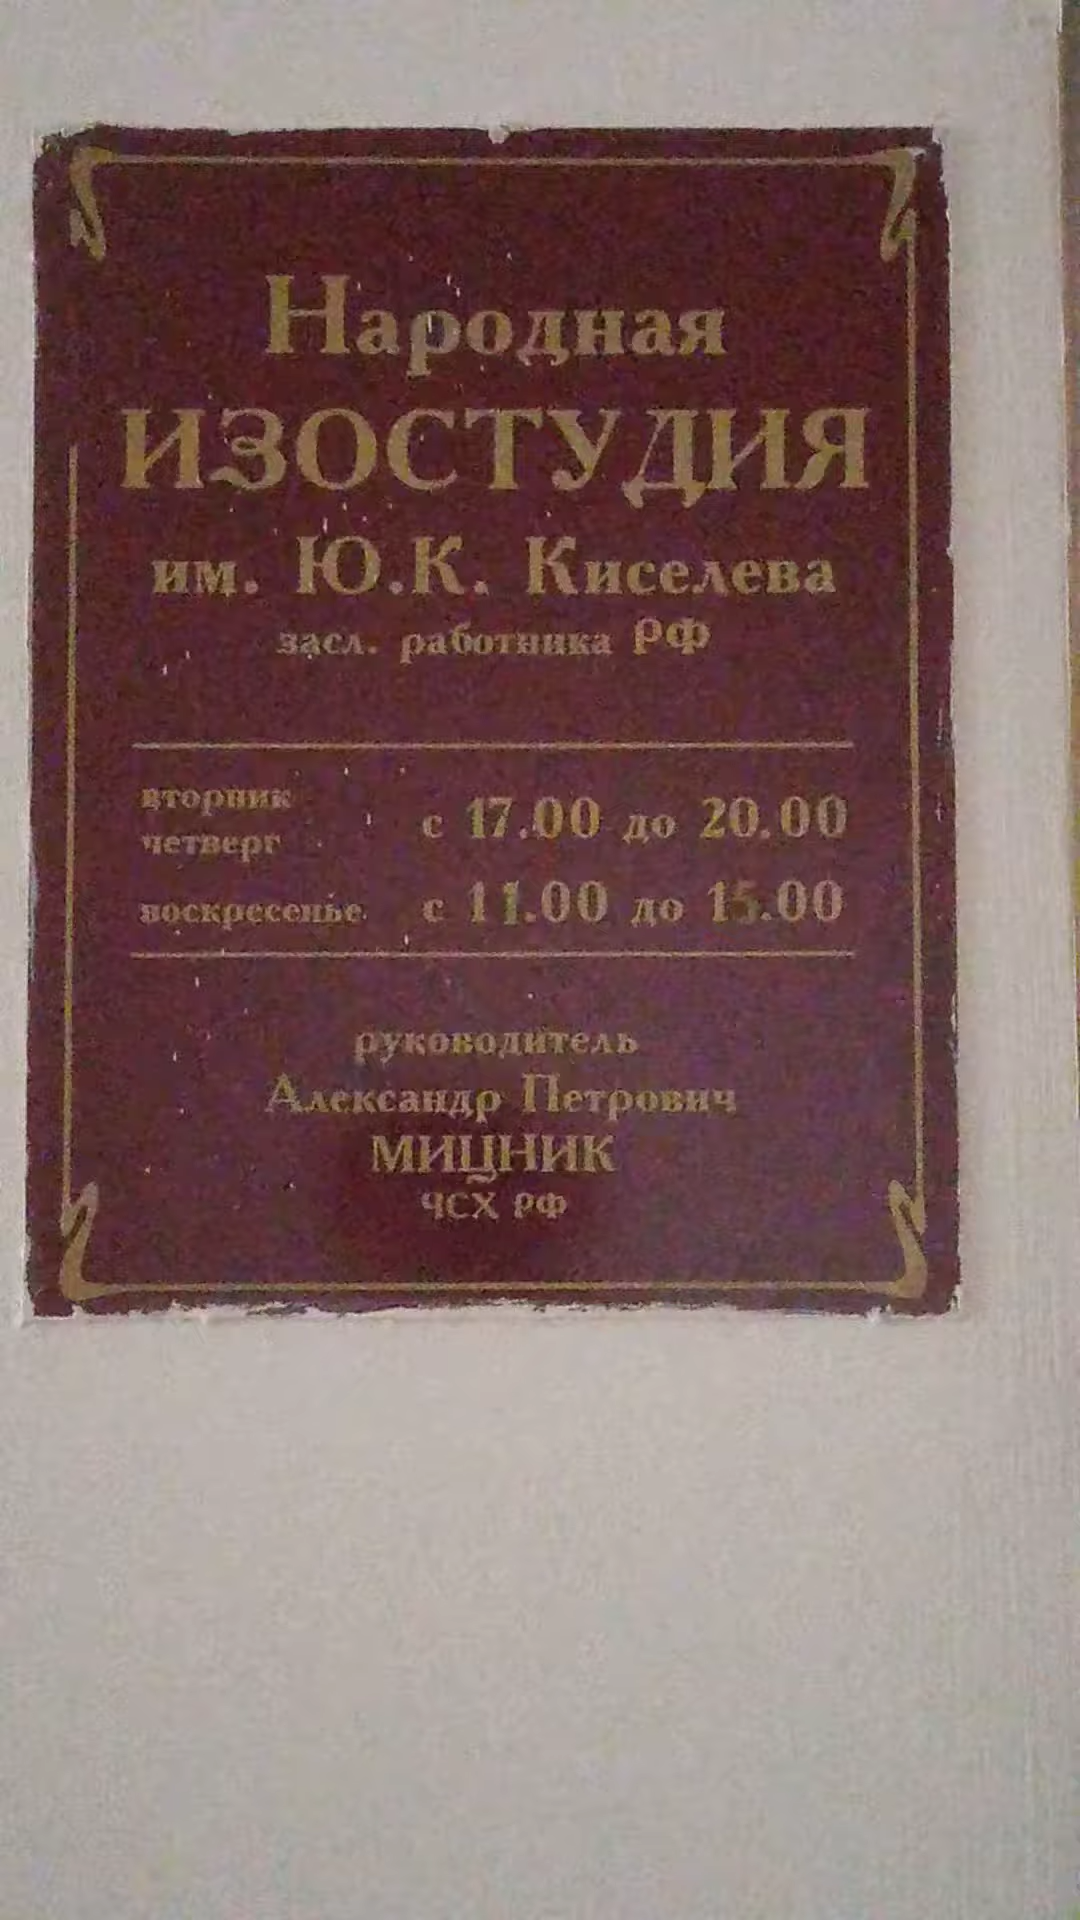 Народная
ИЗОСТУДИЯ
им. Ю.К. Киселева
засл. работника РФ
вторник
четверг
с 17.00 до 20.00
воскресенье с 11.00 до 15.00
руководитель
Александр Петрович
МИЦНИК
ЧСХ РФ